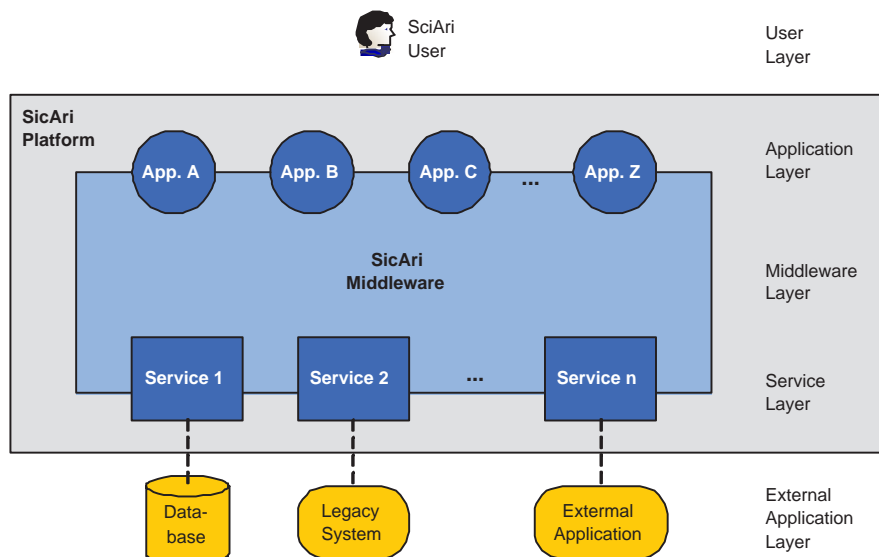 SciAri
User
User
Layer
SicAri
Platform
App. A
App. B
App. C
...
App. Z
Application
Layer
SicAri
Middleware
Middleware
Layer
Service 1
Service 2
...
Service n
Service
Layer
Data-
base
Legacy
System
Extermal
Application
External
Application
Layer